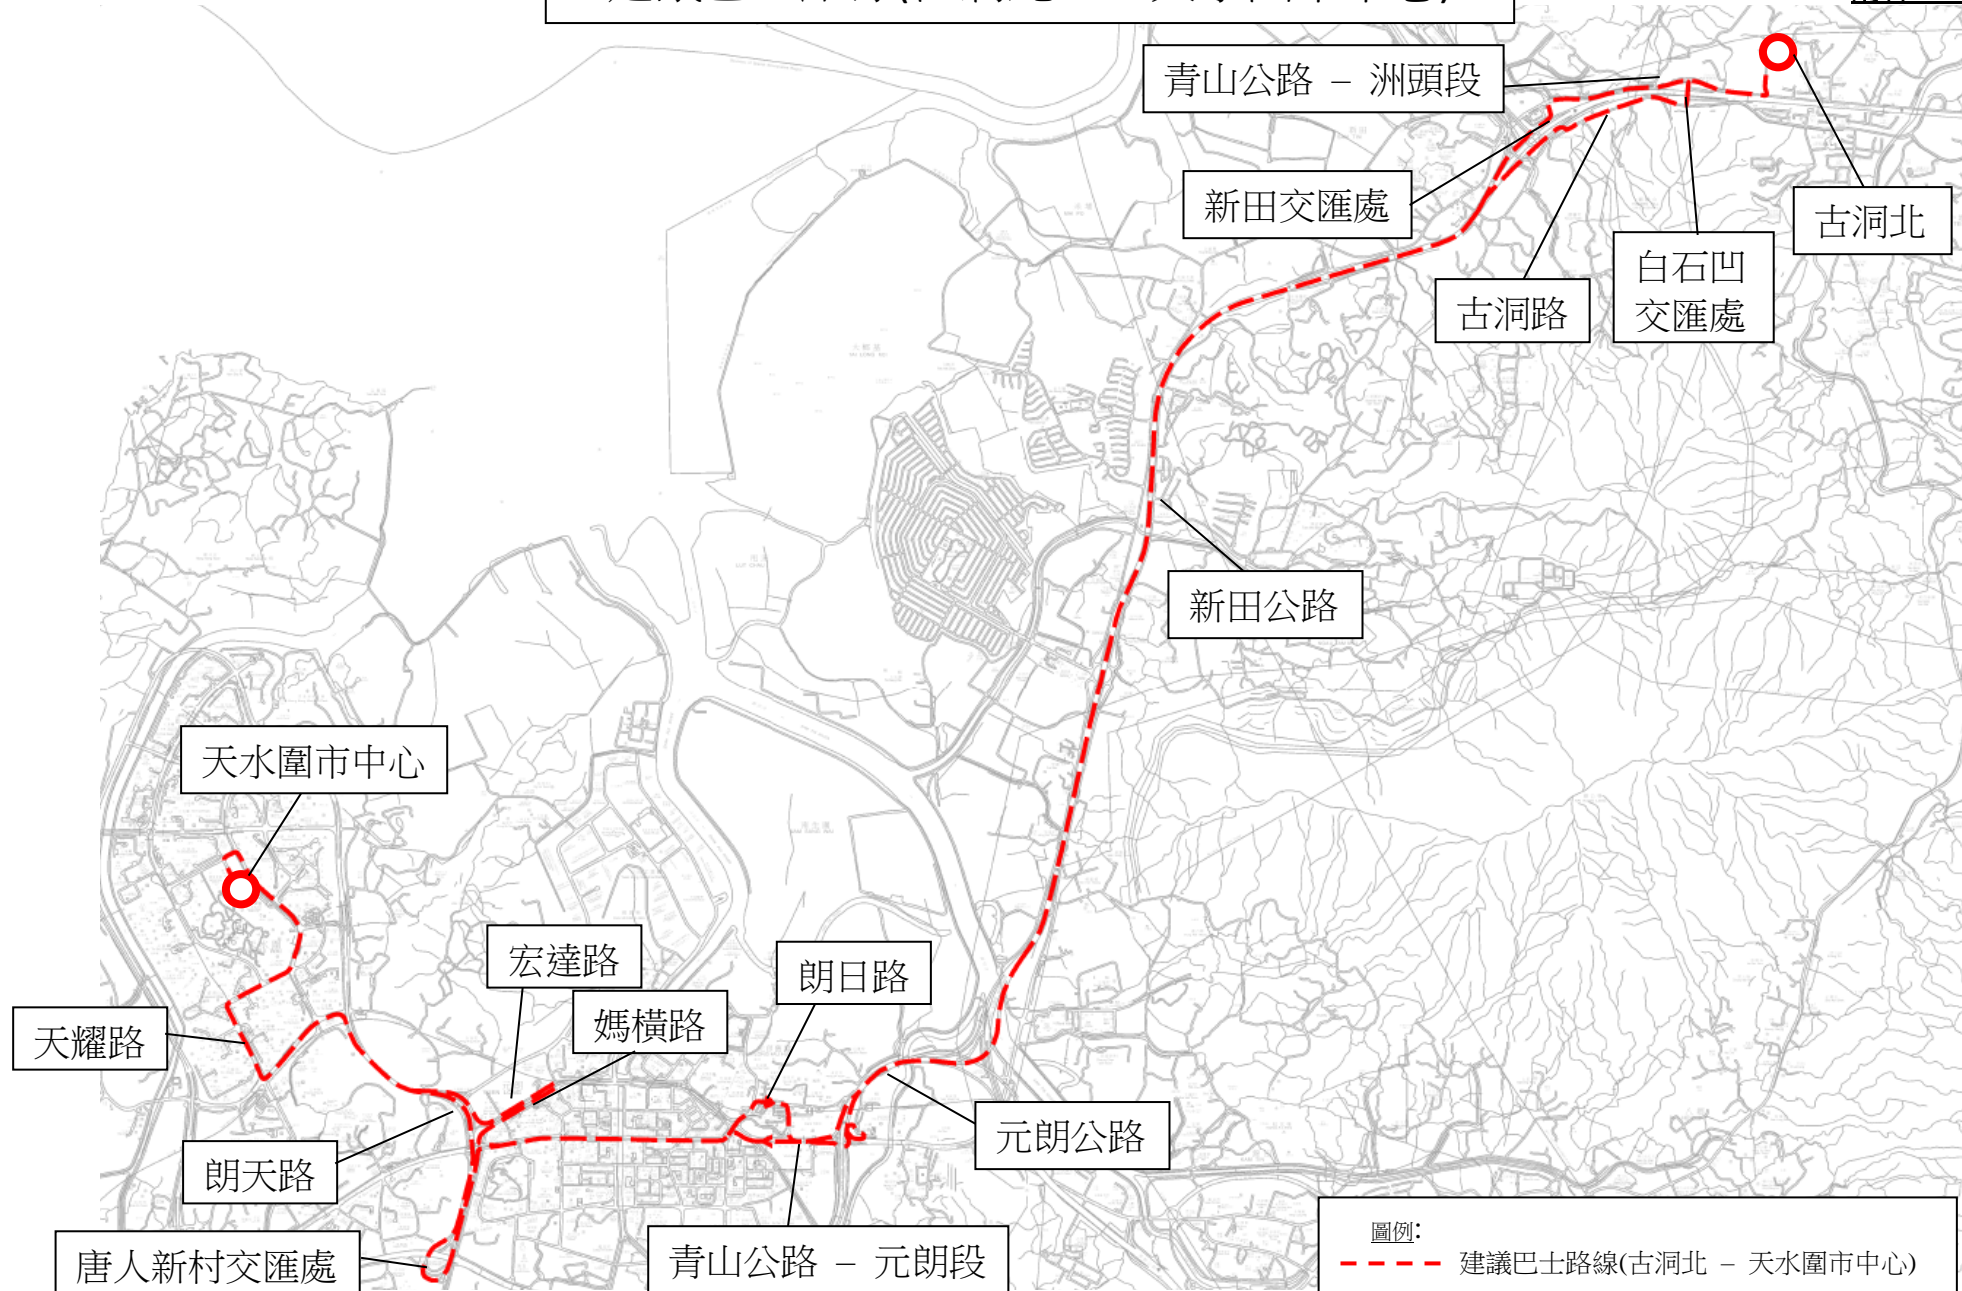 青山公路 – 洲頭段
新田交匯處
古洞北
白石凹
交匯處
古洞路
新田公路
天水圍市中心
宏達路
朗日路
媽橫路
天耀路
元朗公路
朗天路
青山公路 – 元朗段
唐人新村交匯處
圖例:
建議巴士路線(古洞北 – 天水圍市中心)